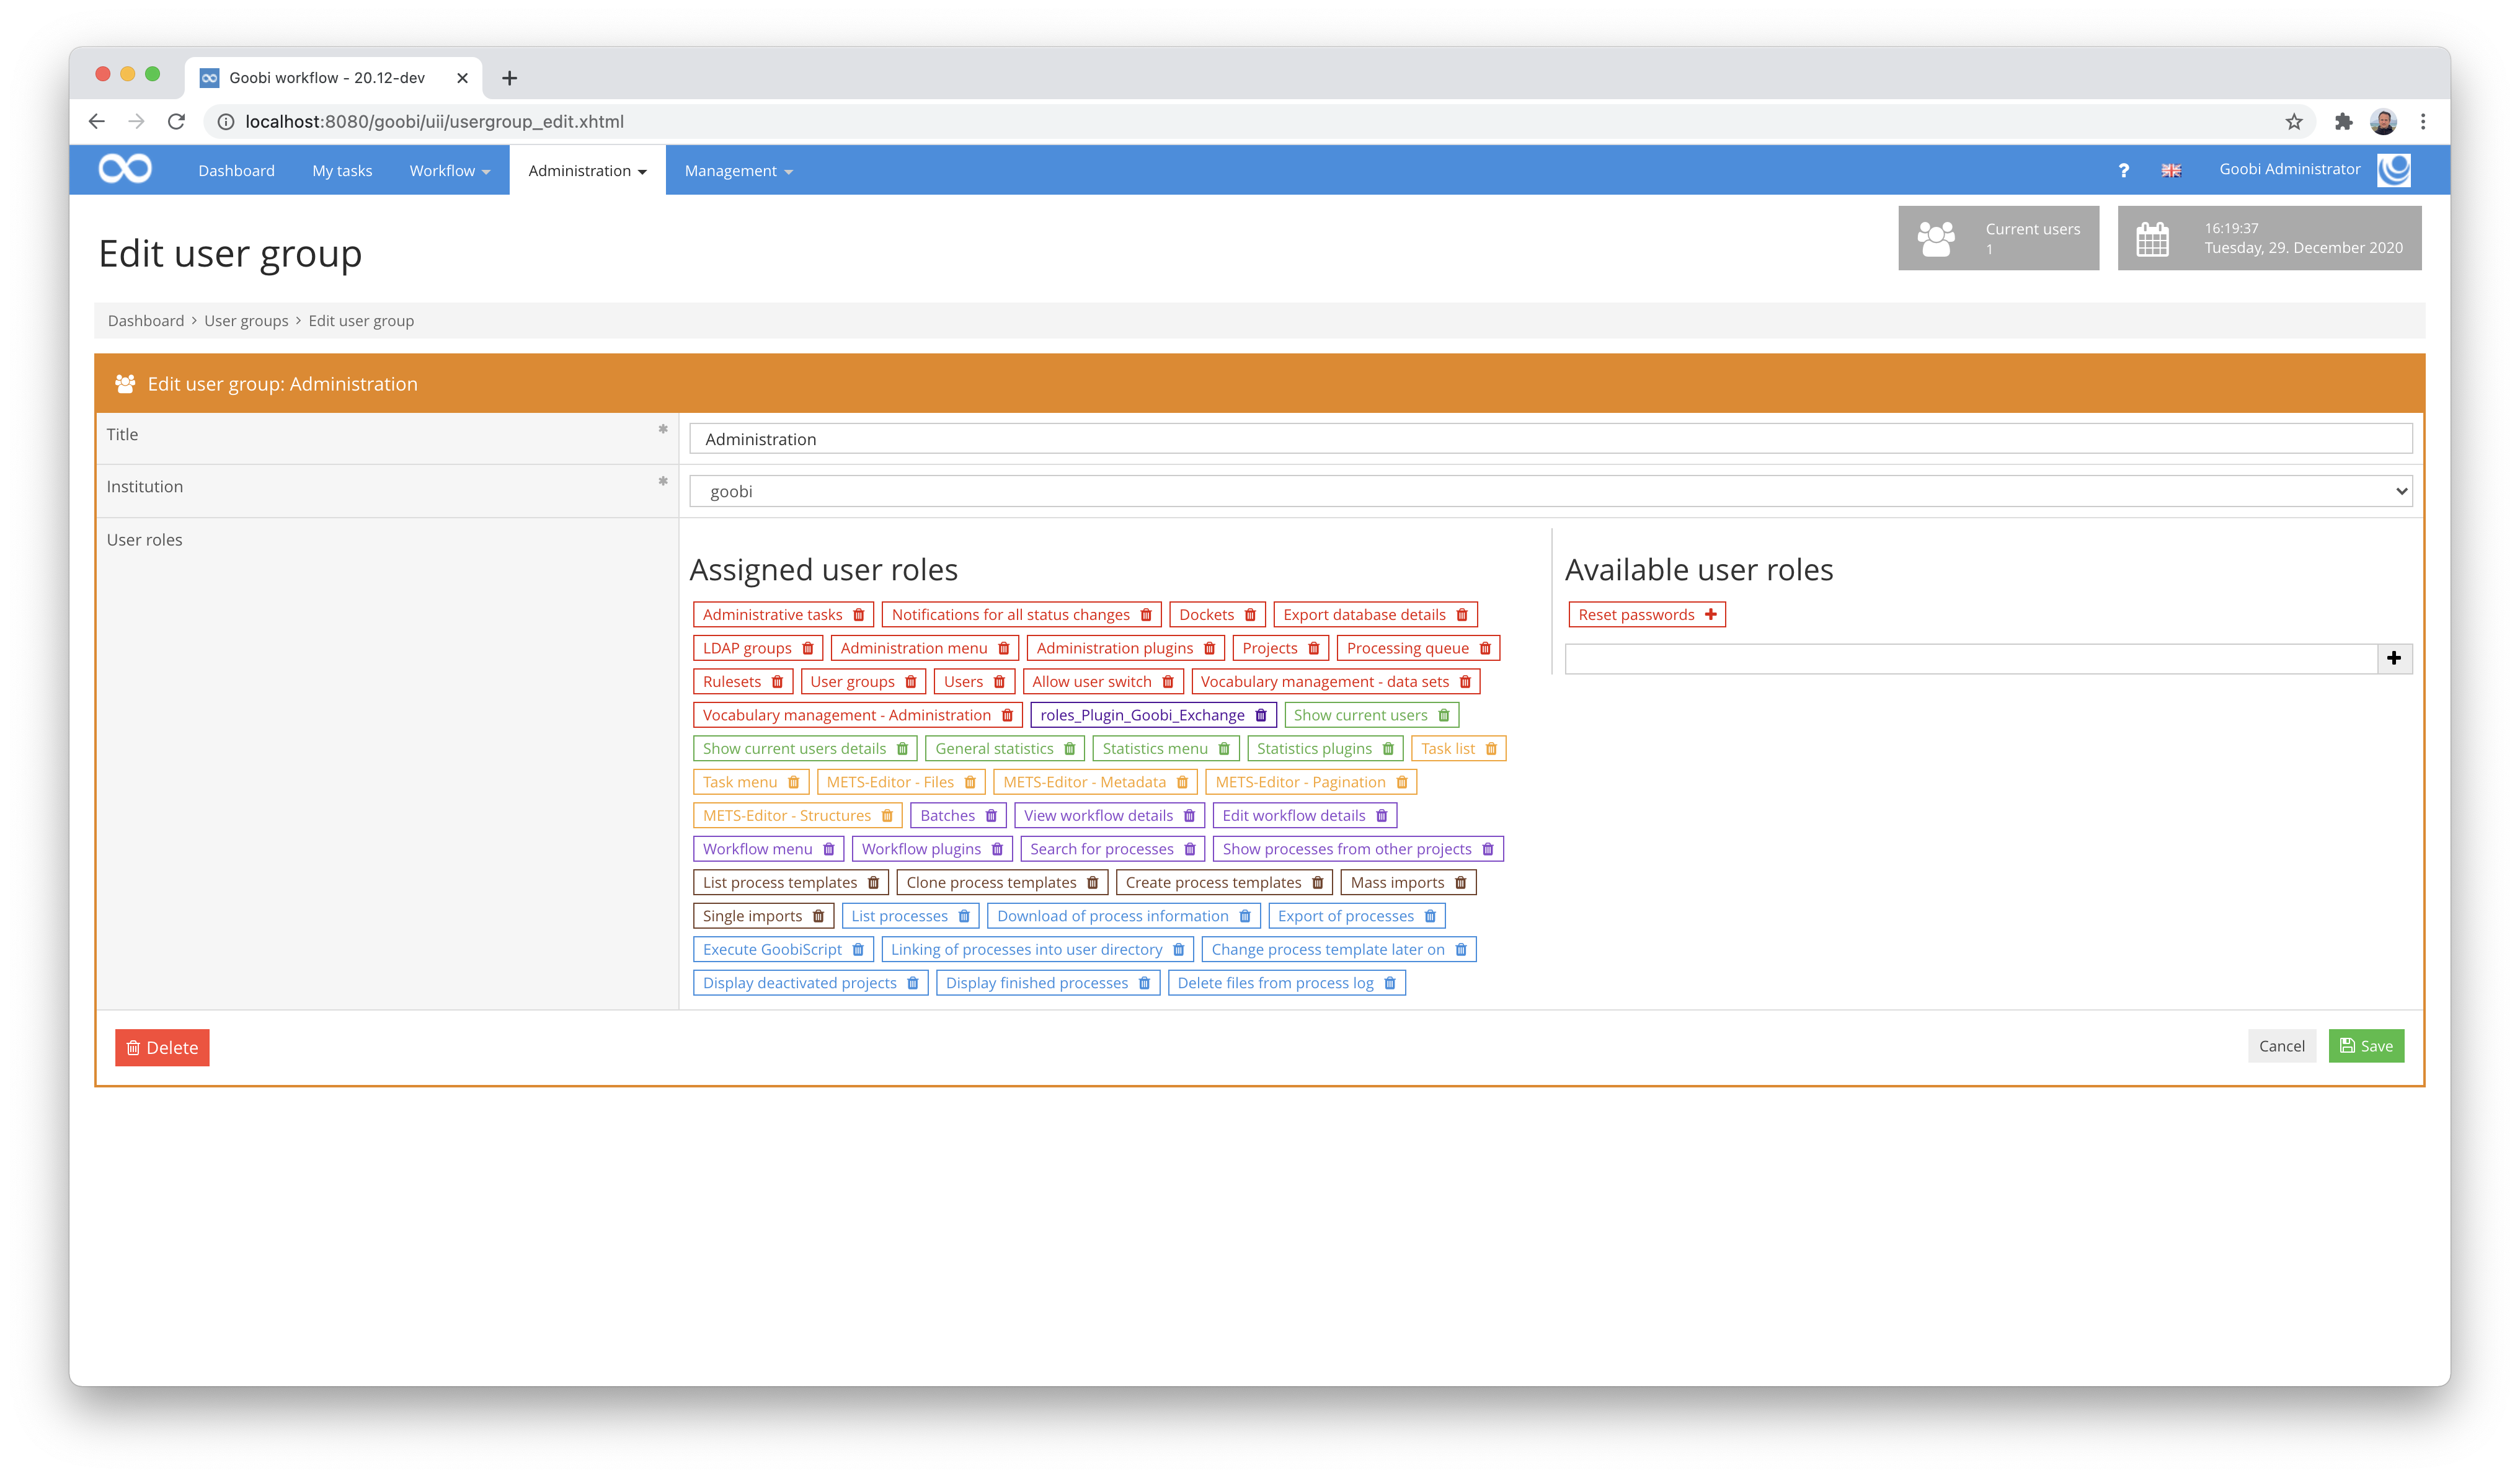 Goobi workflow - 20.12-dev
localhost:8080/goobi/uii/usergroup_edit.xhtml
Dashboard My tasks Workflow Administration Management ? Goobi Administrator
Edit user group
Current users
1
16:19:37
Tuesday, 29. December 2020
Dashboard > User groups > Edit user group
Edit user group: Administration
Title * Administration
Institution * goobi
User roles
Assigned user roles
Administrative tasks Notifications for all status changes Dockets Export database details
LDAP groups Administration menu Administration plugins Projects Processing queue
Rulesets User groups Users Allow user switch Vocabulary management - data sets
Vocabulary management - Administration roles_Plugin_Goobi_Exchange Show current users
Show current users details General statistics Statistics menu Statistics plugins Task list
Task menu METS-Editor - Files METS-Editor - Metadata METS-Editor - Pagination
METS-Editor - Structures Batches View workflow details Edit workflow details
Workflow menu Workflow plugins Search for processes Show processes from other projects
List process templates Clone process templates Create process templates Mass imports
Single imports List processes Download of process information Export of processes
Execute GoobiScript Linking of processes into user directory Change process template later on
Display deactivated projects Display finished processes Delete files from process log
Available user roles
Reset passwords
Delete
Cancel Save